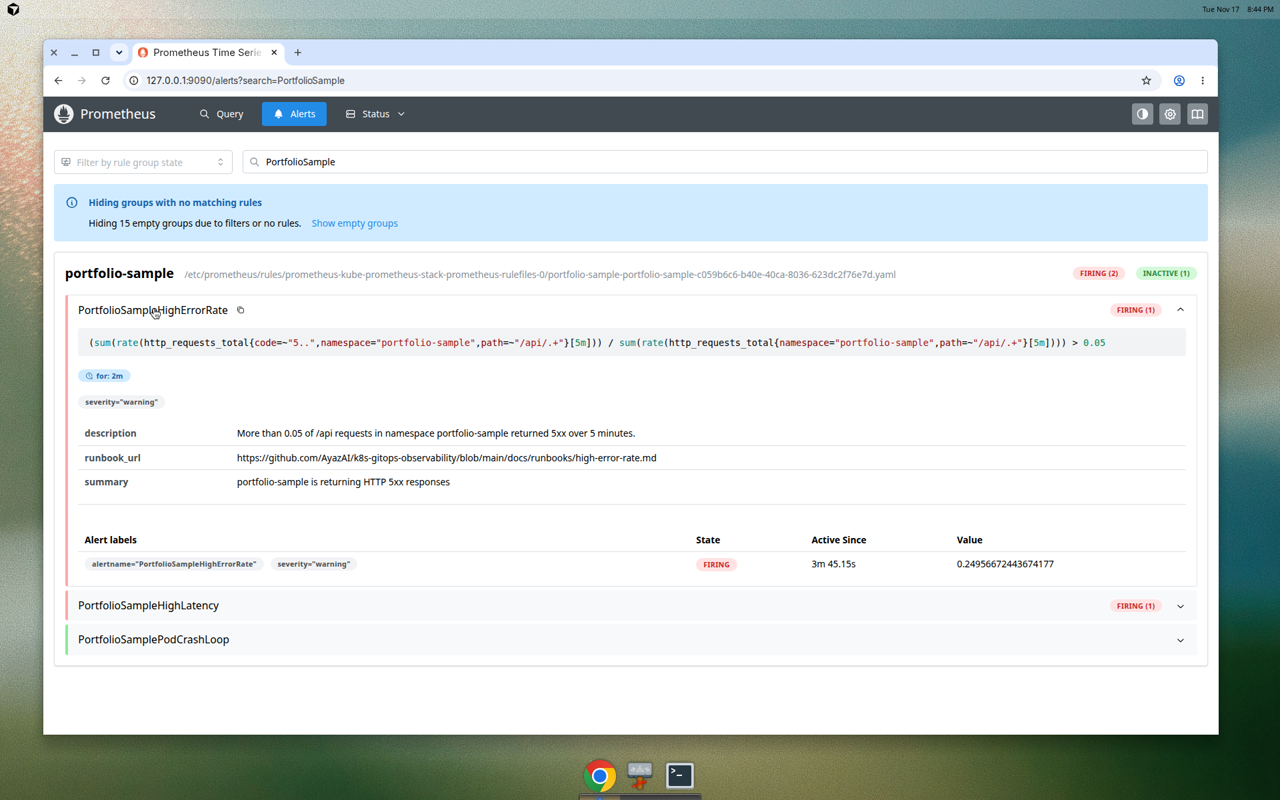 Tue Nov 17 8:44 PM
Prometheus Time Serie
127.0.0.1:9090/alerts?search=PortfolioSample
Prometheus Query Alerts Status
Filter by rule group state PortfolioSample
Hiding groups with no matching rules
Hiding 15 empty groups due to filters or no rules. Show empty groups
portfolio-sample /etc/prometheus/rules/prometheus-kube-prometheus-stack-prometheus-rulefiles-0/portfolio-sample-portfolio-sample-c059b6c6-b40e-40ca-8036-623dc2f76e7d.yaml FIRING (2) INACTIVE (1)
PortfolioSampleHighErrorRate FIRING (1)
(sum(rate(http_requests_total{code=~"5..",namespace="portfolio-sample",path=~"/api/.+"}[5m])) / sum(rate(http_requests_total{namespace="portfolio-sample",path=~"/api/.+"}[5m]))) > 0.05
for: 2m
severity="warning"
description More than 0.05 of /api requests in namespace portfolio-sample returned 5xx over 5 minutes.
runbook_url https://github.com/AyazAI/k8s-gitops-observability/blob/main/docs/runbooks/high-error-rate.md
summary portfolio-sample is returning HTTP 5xx responses
Alert labels State Active Since Value
alertname="PortfolioSampleHighErrorRate" severity="warning" FIRING 3m 45.15s 0.24956672443674177
PortfolioSampleHighLatency FIRING (1)
PortfolioSamplePodCrashLoop